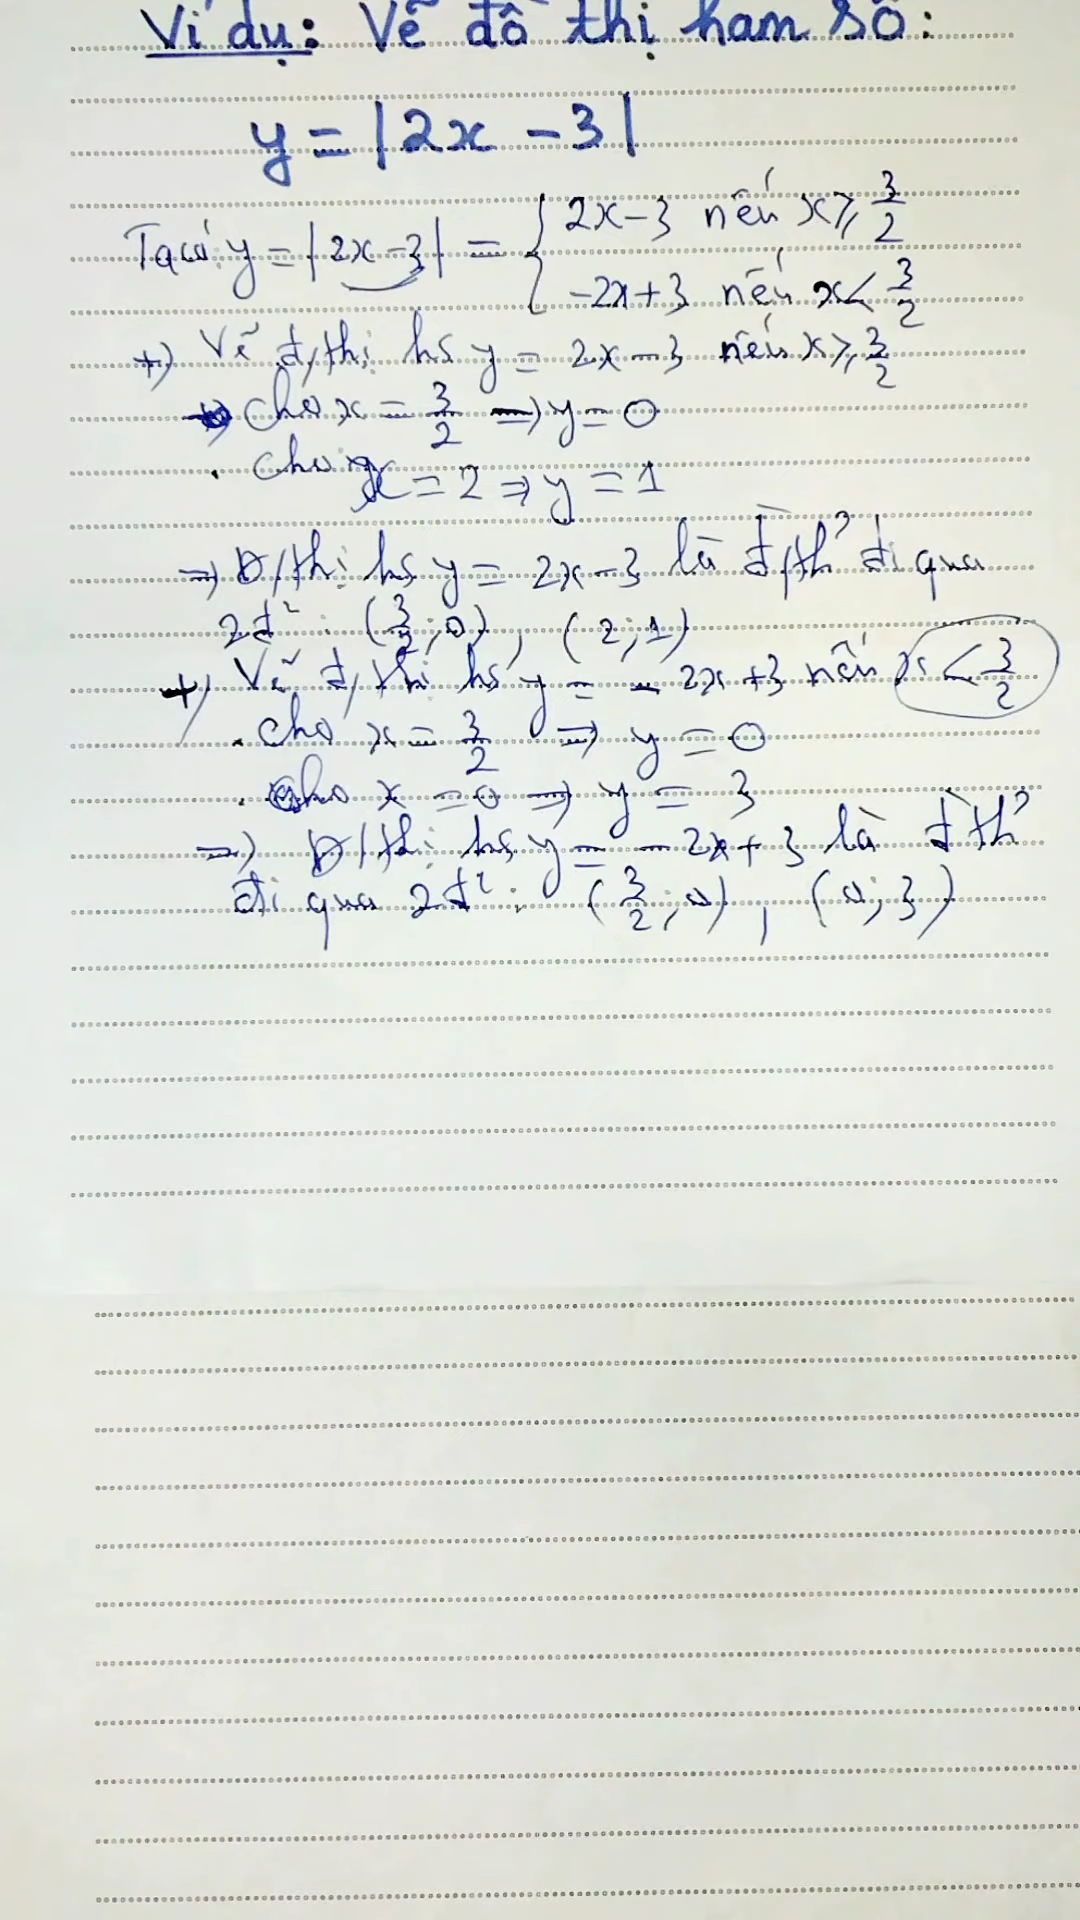 Ví dụ: Vẽ đồ thị hàm số:
y = |2x - 3|
Ta có: y = |2x-3| = { 2x-3 nếu x ⩾ 3/2
-2x+3 nếu x < 3/2
+) Vẽ đ/thị hs y = 2x - 3 nếu x ⩾ 3/2
cho x = 3/2 => y = 0
. cho x = 2 => y = 1
=> Đ/thị hs y = 2x-3 là đ/th² đi qua
2đ² : (3/2; 0), (2; 1)
+) Vẽ đ/thị hs y = - 2x +3 nếu x < 3/2
. cho x = 3/2 => y = 0
. cho x = 0 => y = 3
=> Đ/thị hs y = - 2x + 3 là đ th²
đi qua 2đ² : (3/2; 0), (0; 3)